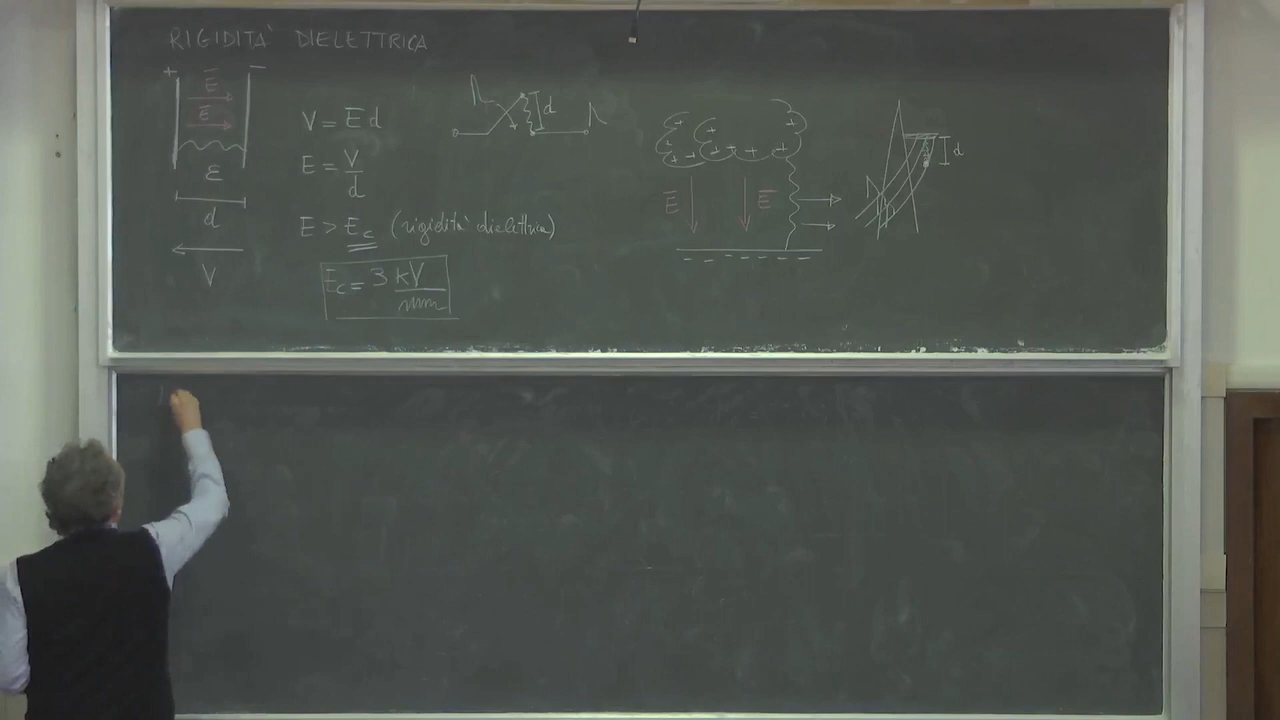 RIGIDITA' DIELETTRICA
+ −
E
E
ε
d
V
V = E d
E = V/d
E > Ec (rigidità dielettrica)
Ec = 3 kV/mm
d
+ + + + + + + +
E E
− − − − − − − −
d